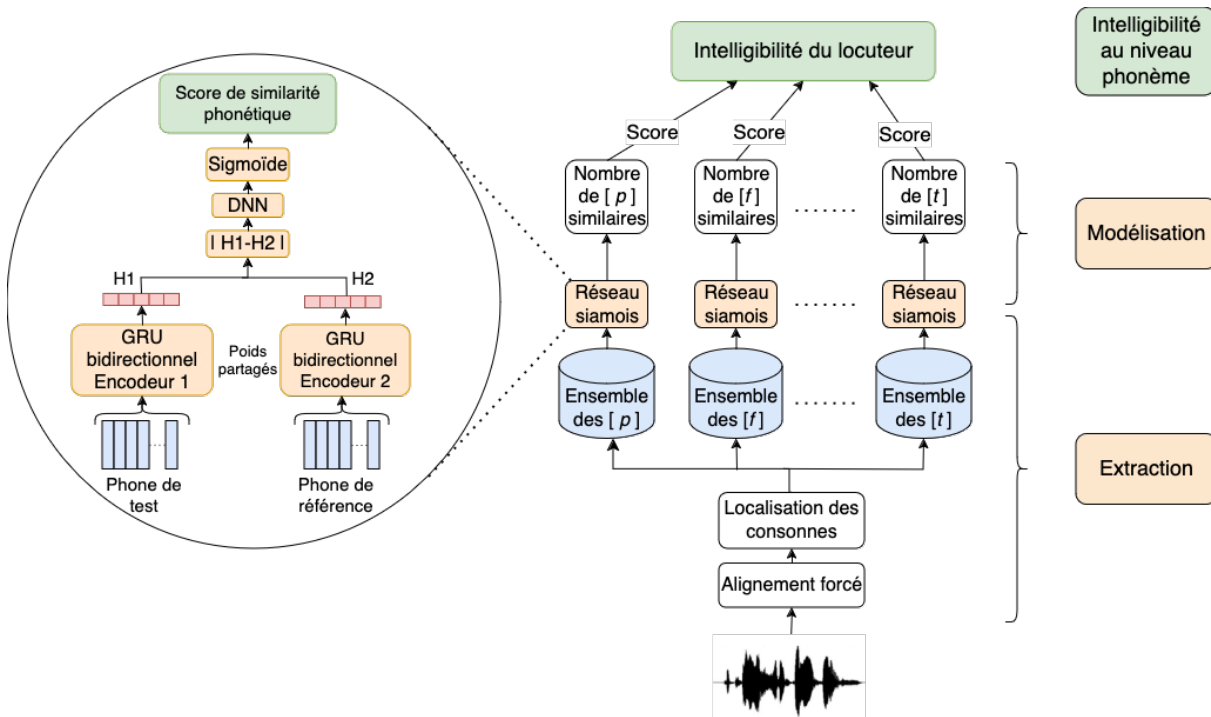 Score de similarité
phonétique
Sigmoïde
DNN
| H1-H2 |
H1
H2
GRU
bidirectionnel
Encodeur 1
Poids
partagés
GRU
bidirectionnel
Encodeur 2
Phone de
test
Phone de
référence
Intelligibilité du locuteur
Score
Score
Score
Nombre
de [ p ]
similaires
Nombre
de [f]
similaires
Nombre
de [t]
similaires
Réseau
siamois
Réseau
siamois
Réseau
siamois
Ensemble
des [ p ]
Ensemble
des [f]
Ensemble
des [t]
Localisation des
consonnes
Alignement forcé
Intelligibilité
au niveau
phonème
Modélisation
Extraction